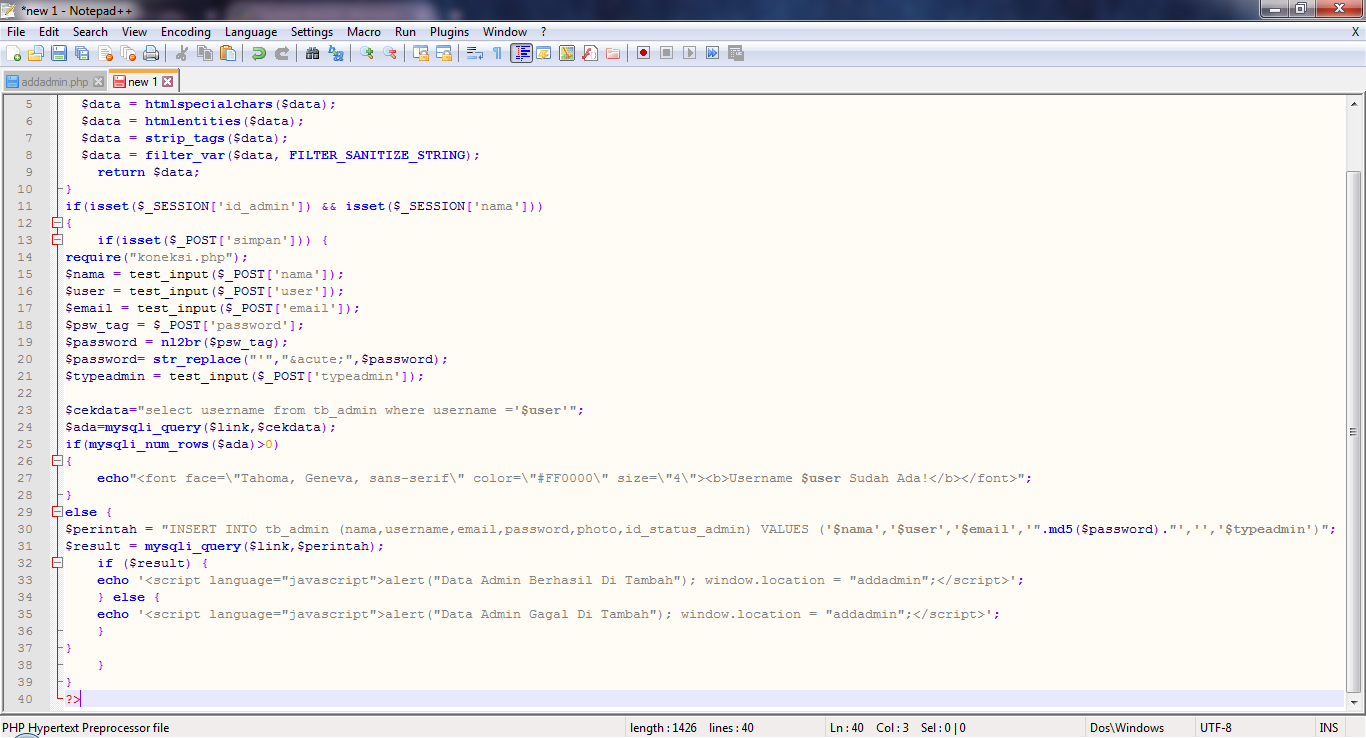 *new 1 - Notepad++
File Edit Search View Encoding Language Settings Macro Run Plugins Window ? X
addadmin.php new 1
5 $data = htmlspecialchars($data);
6 $data = htmlentities($data);
7 $data = strip_tags($data);
8 $data = filter_var($data, FILTER_SANITIZE_STRING);
9 return $data;
10 }
11 if(isset($_SESSION['id_admin']) && isset($_SESSION['nama']))
12 {
13 if(isset($_POST['simpan'])) {
14 require("koneksi.php");
15 $nama = test_input($_POST['nama']);
16 $user = test_input($_POST['user']);
17 $email = test_input($_POST['email']);
18 $psw_tag = $_POST['password'];
19 $password = nl2br($psw_tag);
20 $password= str_replace("'","&acute;",$password);
21 $typeadmin = test_input($_POST['typeadmin']);
22
23 $cekdata="select username from tb_admin where username ='$user'";
24 $ada=mysqli_query($link,$cekdata);
25 if(mysqli_num_rows($ada)>0)
26 {
27 echo"<font face=\"Tahoma, Geneva, sans-serif\" color=\"#FF0000\" size=\"4\"><b>Username $user Sudah Ada!</b></font>";
28 }
29 else {
30 $perintah = "INSERT INTO tb_admin (nama,username,email,password,photo,id_status_admin) VALUES ('$nama','$user','$email','".md5($password)."','','$typeadmin')";
31 $result = mysqli_query($link,$perintah);
32 if ($result) {
33 echo '<script language="javascript">alert("Data Admin Berhasil Di Tambah"); window.location = "addadmin";</script>';
34 } else {
35 echo '<script language="javascript">alert("Data Admin Gagal Di Tambah"); window.location = "addadmin";</script>';
36 }
37 }
38 }
39 }
40 ?>
PHP Hypertext Preprocessor file length : 1426 lines : 40 Ln : 40 Col : 3 Sel : 0 | 0 Dos\Windows UTF-8 INS